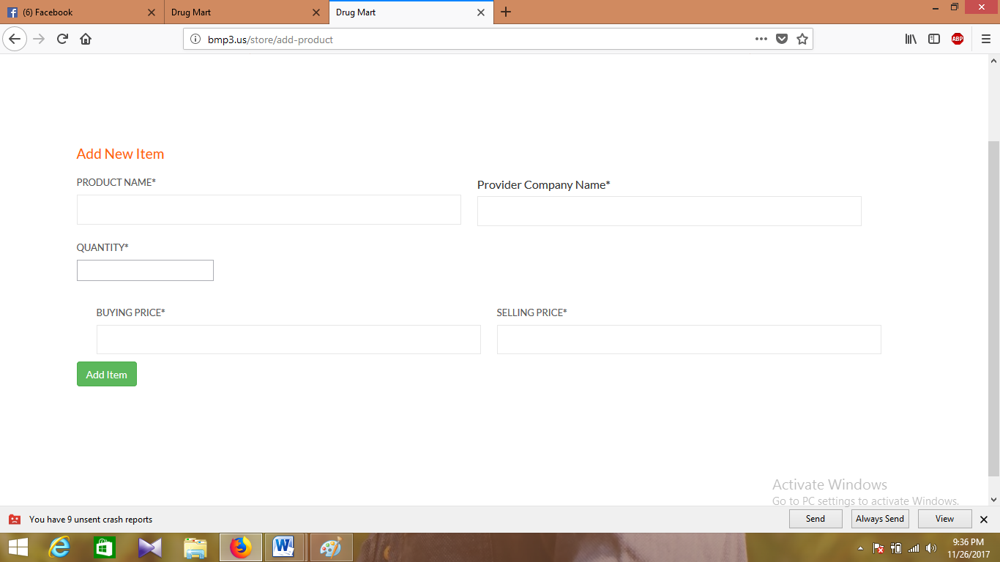 (6) Facebook
Drug Mart
Drug Mart
bmp3.us/store/add-product
ABP
Add New Item
PRODUCT NAME*
Provider Company Name*
QUANTITY*
BUYING PRICE*
SELLING PRICE*
Add Item
Activate Windows
Go to PC settings to activate Windows.
You have 9 unsent crash reports
Send
Always Send
View
9:36 PM
11/26/2017